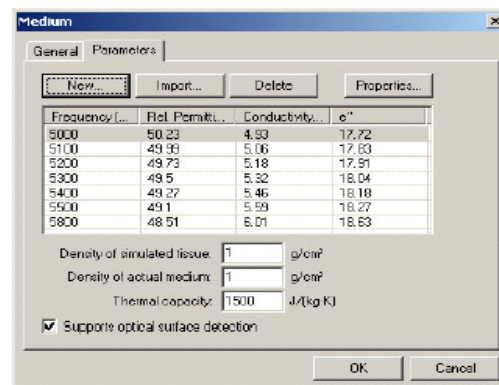 Medium
General Parameters
New... Import... Delete Properties...
Frequency (... Rel. Permitti... Conductivity... e''
5000 50.23 4.93 17.72
5100 49.99 5.06 17.83
5200 49.73 5.18 17.91
5300 49.5 5.32 18.04
5400 49.27 5.46 18.18
5500 49.1 5.59 18.27
5800 48.51 6.01 18.63
Density of simulated tissue: 1 g/cm³
Density of actual medium: 1 g/cm³
Thermal capacity: 1500 J/(kg K)
Supports optical surface detection
OK Cancel